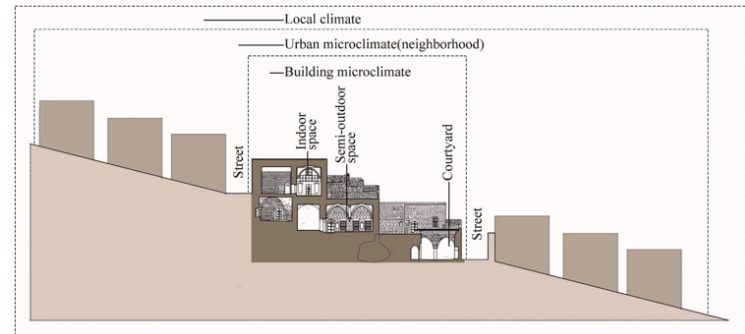 Local climate
Urban microclimate(neighborhood)
Building microclimate
Street
Indoor
space
Semi-outdoor
space
Courtyard
Street